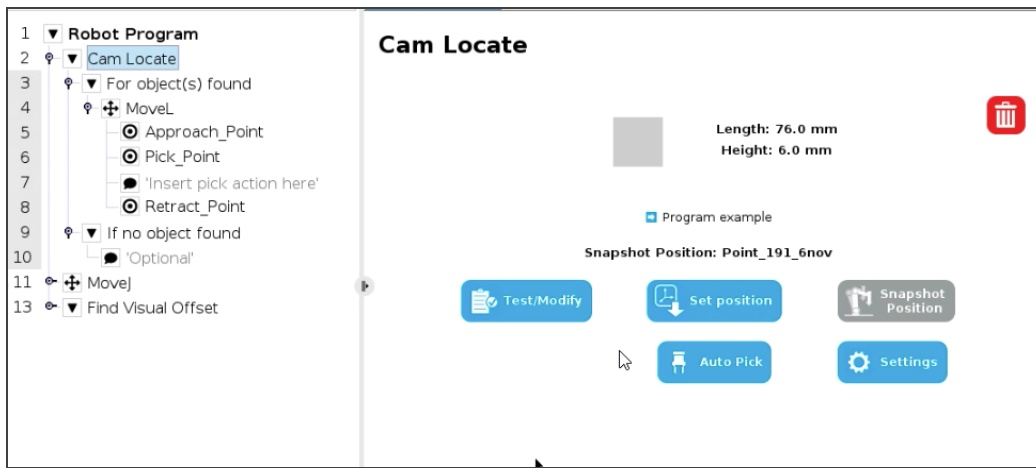 1 Robot Program
2 Cam Locate
3 For object(s) found
4 MoveL
5 Approach_Point
6 Pick_Point
7 'Insert pick action here'
8 Retract_Point
9 If no object found
10 'Optional'
11 MoveJ
13 Find Visual Offset
Cam Locate
Length: 76.0 mm
Height: 6.0 mm
Program example
Snapshot Position: Point_191_6nov
Test/Modify
Set position
Snapshot
Position
Auto Pick
Settings